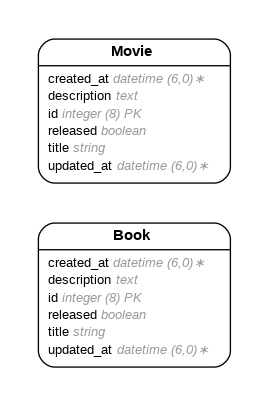 Movie
created_at datetime (6,0)∗
description text
id integer (8) PK
released boolean
title string
updated_at datetime (6,0)∗
Book
created_at datetime (6,0)∗
description text
id integer (8) PK
released boolean
title string
updated_at datetime (6,0)∗